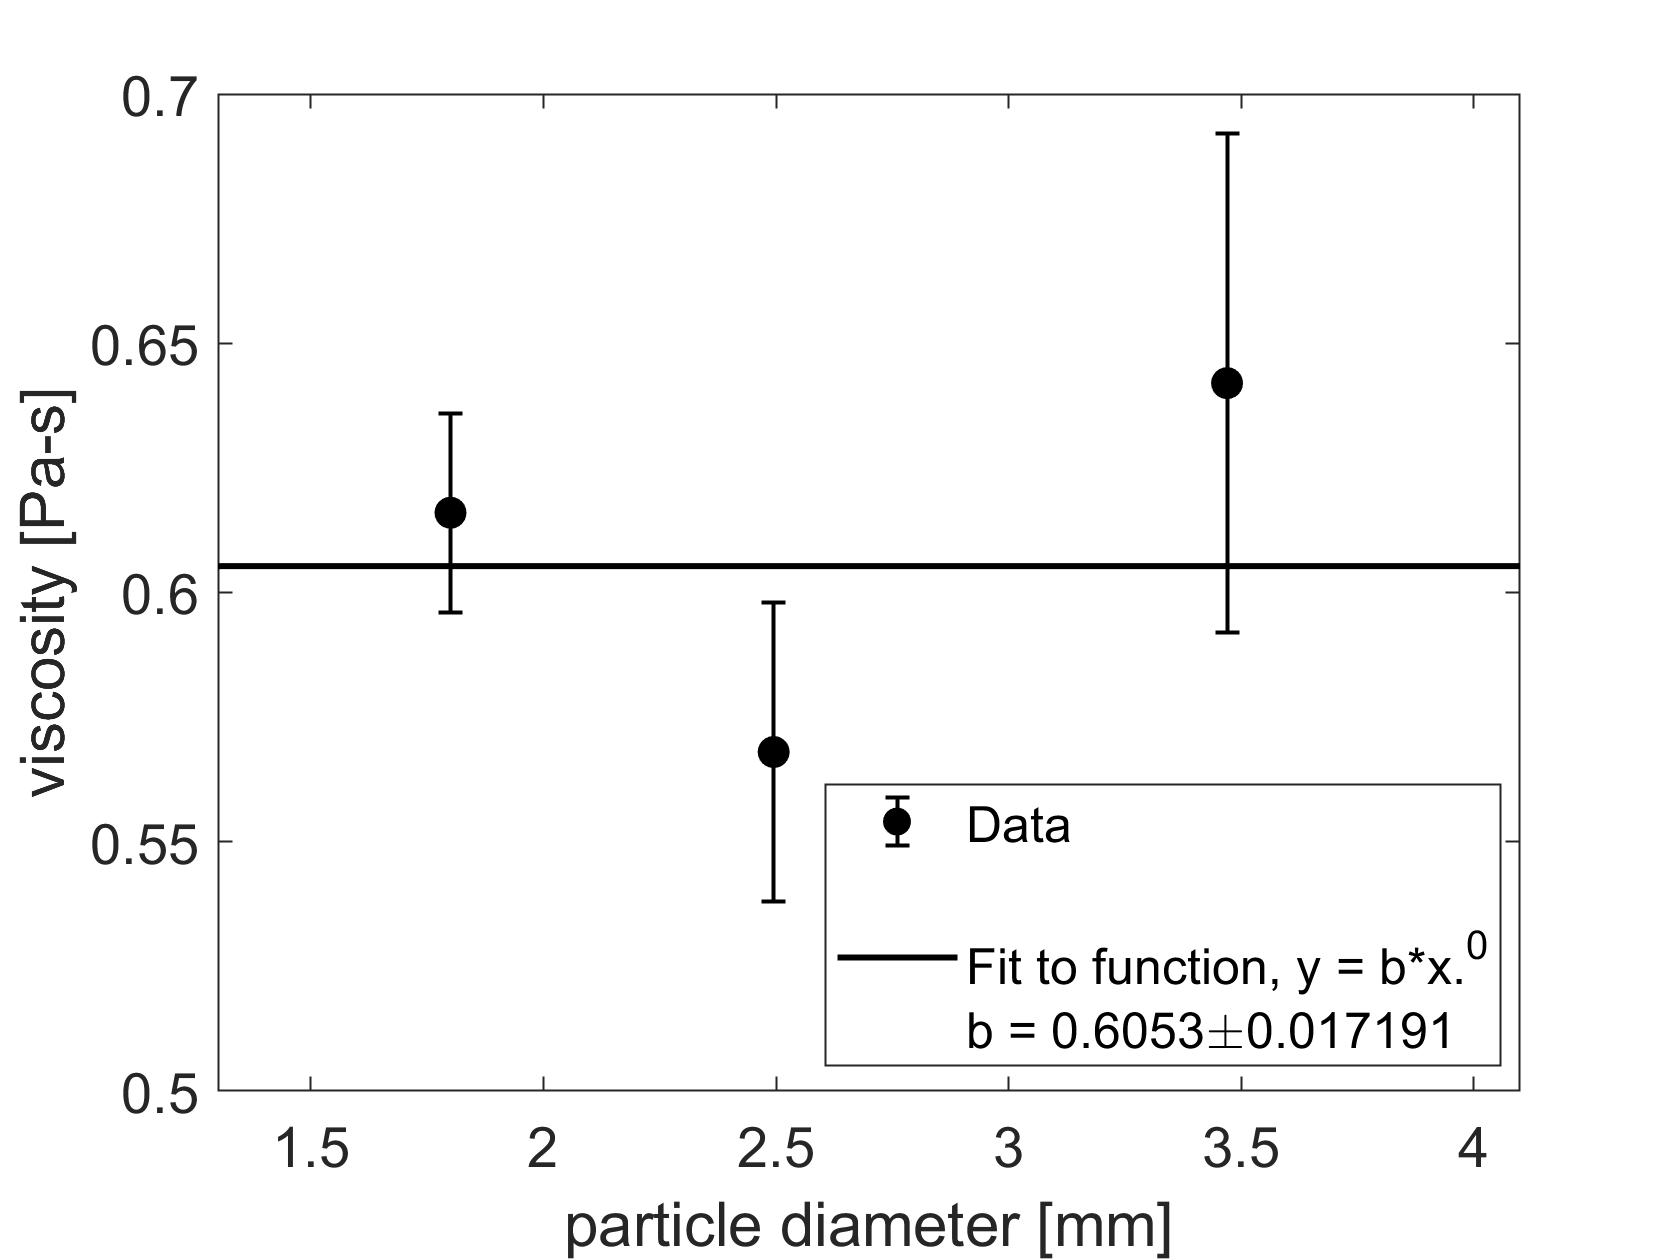 0.7
0.65
0.6
0.55
0.5
viscosity [Pa-s]
Data
Fit to function, y = b*x.^0
b = 0.6053±0.017191
1.5 2 2.5 3 3.5 4
particle diameter [mm]